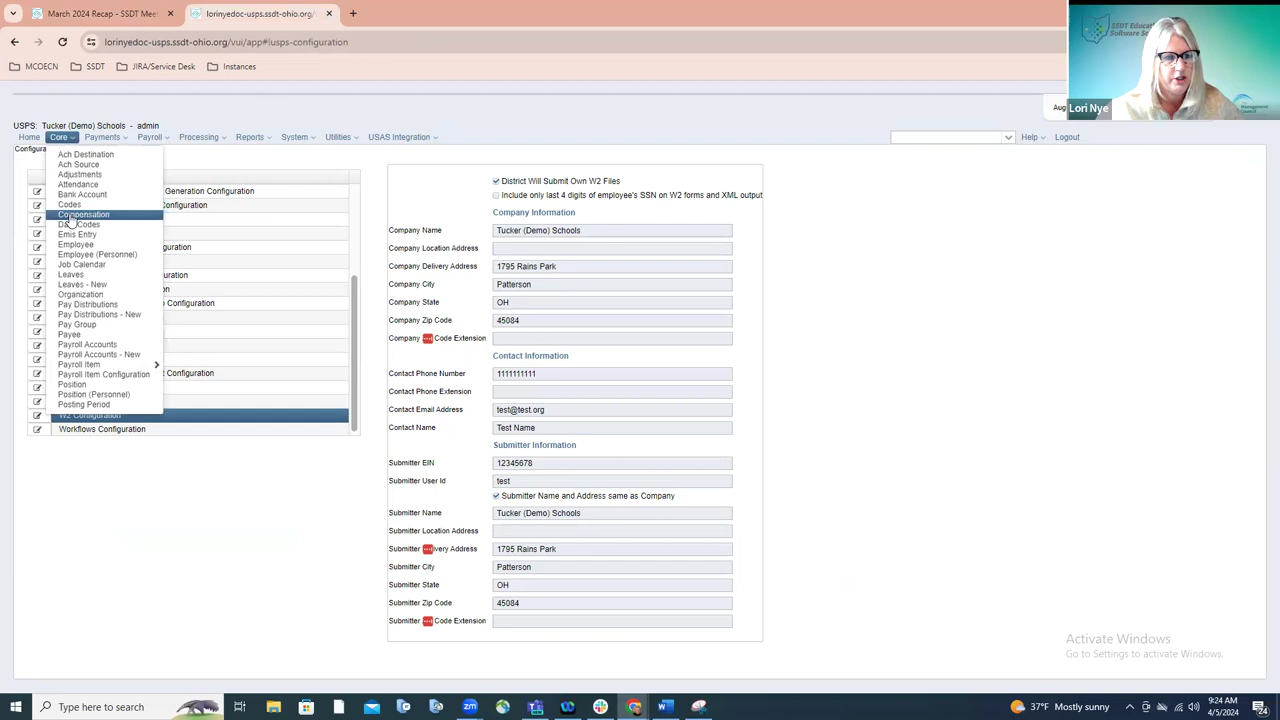 March 2024 Recap - SSDT Meet
lorinyedoc-usps.ssdt-ohio.org/
lorinyedoc-usps.ssdt-ohio.org/vui/app#iusps-configuration
MCOECN
SSDT
JIRA/Service Desk
Instances
SSDT
Lori Nye
USPS: Tucker (Demo) Schools - admin
Home
Core
Payments
Payroll
Processing
Reports
System
Utilities
USAS Integration
Help
Logout
Ach Destination
Ach Source
Adjustments
Attendance
Bank Account
Codes
Compensation
Emis Entry
Employee
Employee (Personnel)
Job Calendar
Leaves
Leaves - New
Organization
Pay Distributions
Pay Distributions - New
Pay Group
Payee
Payroll Accounts
Payroll Accounts - New
Payroll Item
Payroll Item Configuration
Position
Position (Personnel)
Posting Period
W2 Configuration
Workflows Configuration
Generation Configuration
Configuration
District Will Submit Own W2 Files
Include only last 4 digits of employee's SSN on W2 forms and XML output
Company Information
Company Name Tucker (Demo) Schools
Company Location Address
Company Delivery Address 1795 Rains Park
Company City Patterson
Company State OH
Company Zip Code 45084
Company Code Extension
Contact Information
Contact Phone Number 1111111111
Contact Phone Extension
Contact Email Address test@test.org
Contact Name Test Name
Submitter Information
Submitter EIN 12345678
Submitter User Id test
Submitter Name and Address same as Company
Submitter Name Tucker (Demo) Schools
Submitter Location Address
Submitter ivery Address 1795 Rains Park
Submitter City Patterson
Submitter State OH
Submitter Zip Code 45084
Submitter Code Extension
Activate Windows
Go to Settings to activate Windows.
Type here to search
37°F Mostly sunny
9:24 AM
4/5/2024
24